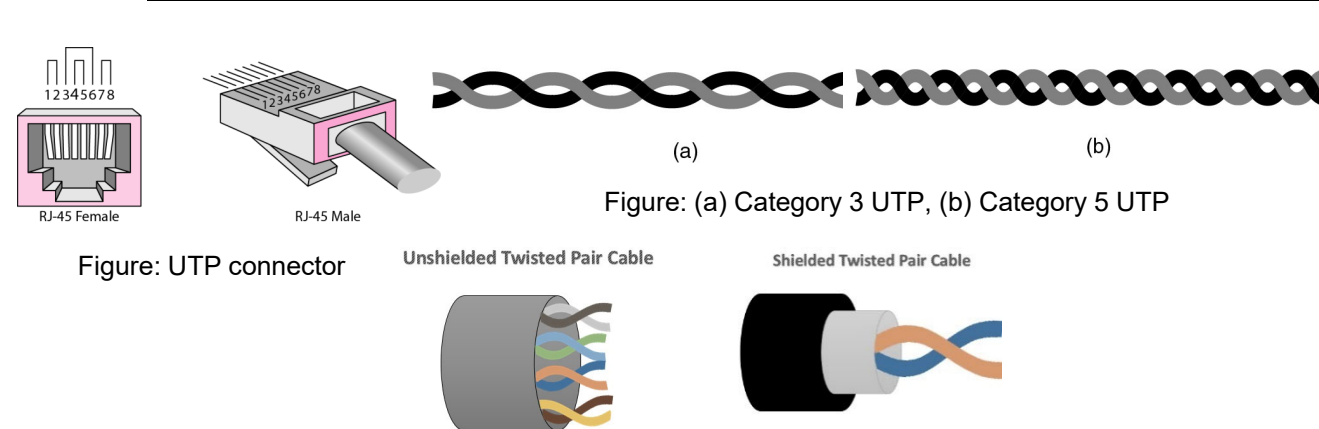 12345678
RJ-45 Female
12345678
RJ-45 Male
Figure: UTP connector
(a)
(b)
Figure: (a) Category 3 UTP, (b) Category 5 UTP
Unshielded Twisted Pair Cable
Shielded Twisted Pair Cable